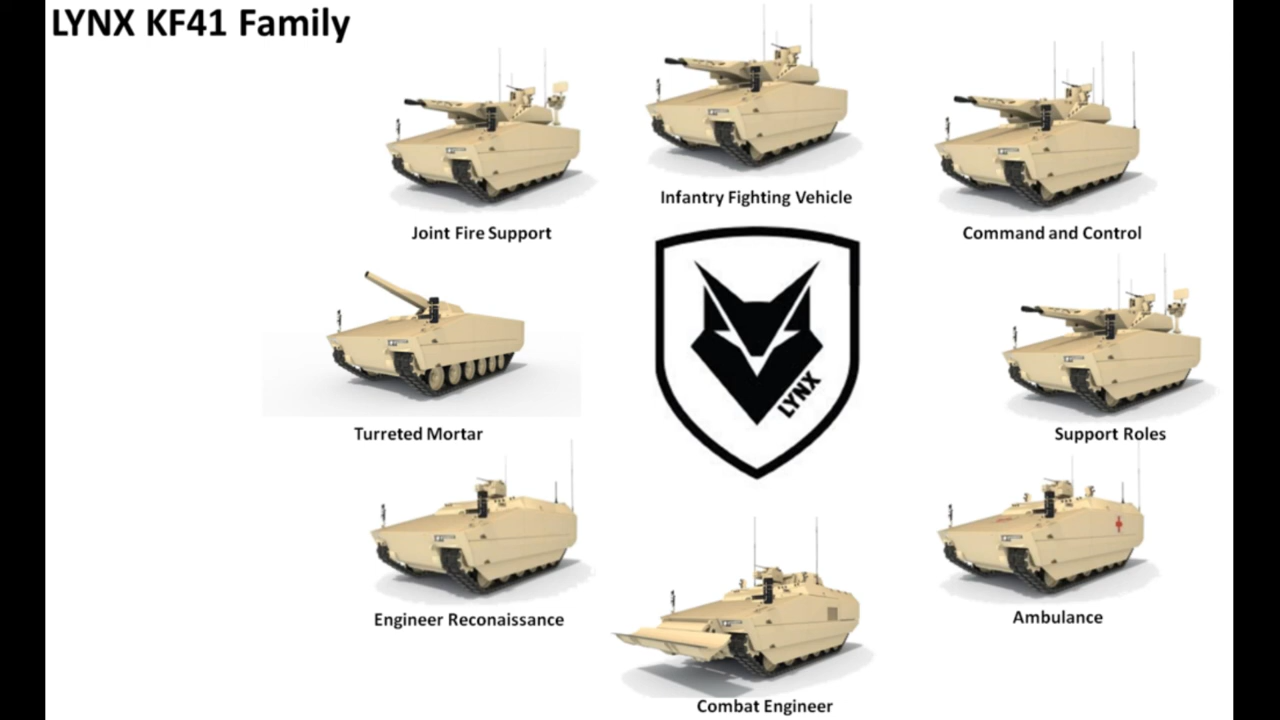 LYNX KF41 Family
Infantry Fighting Vehicle
Joint Fire Support
Command and Control
LYNX
Turreted Mortar
Support Roles
Engineer Reconaissance
Ambulance
Combat Engineer